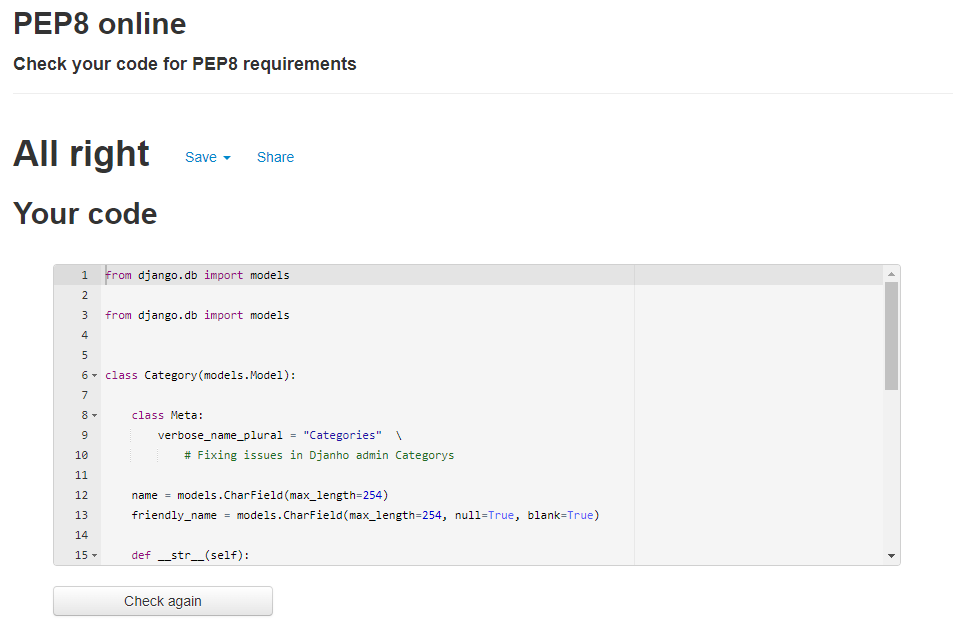 PEP8 online
Check your code for PEP8 requirements
All right Save Share
Your code
1 from django.db import models
2
3 from django.db import models
4
5
6 class Category(models.Model):
7
8 class Meta:
9 verbose_name_plural = "Categories" \
10 # Fixing issues in Djanho admin Categorys
11
12 name = models.CharField(max_length=254)
13 friendly_name = models.CharField(max_length=254, null=True, blank=True)
14
15 def __str__(self):
Check again